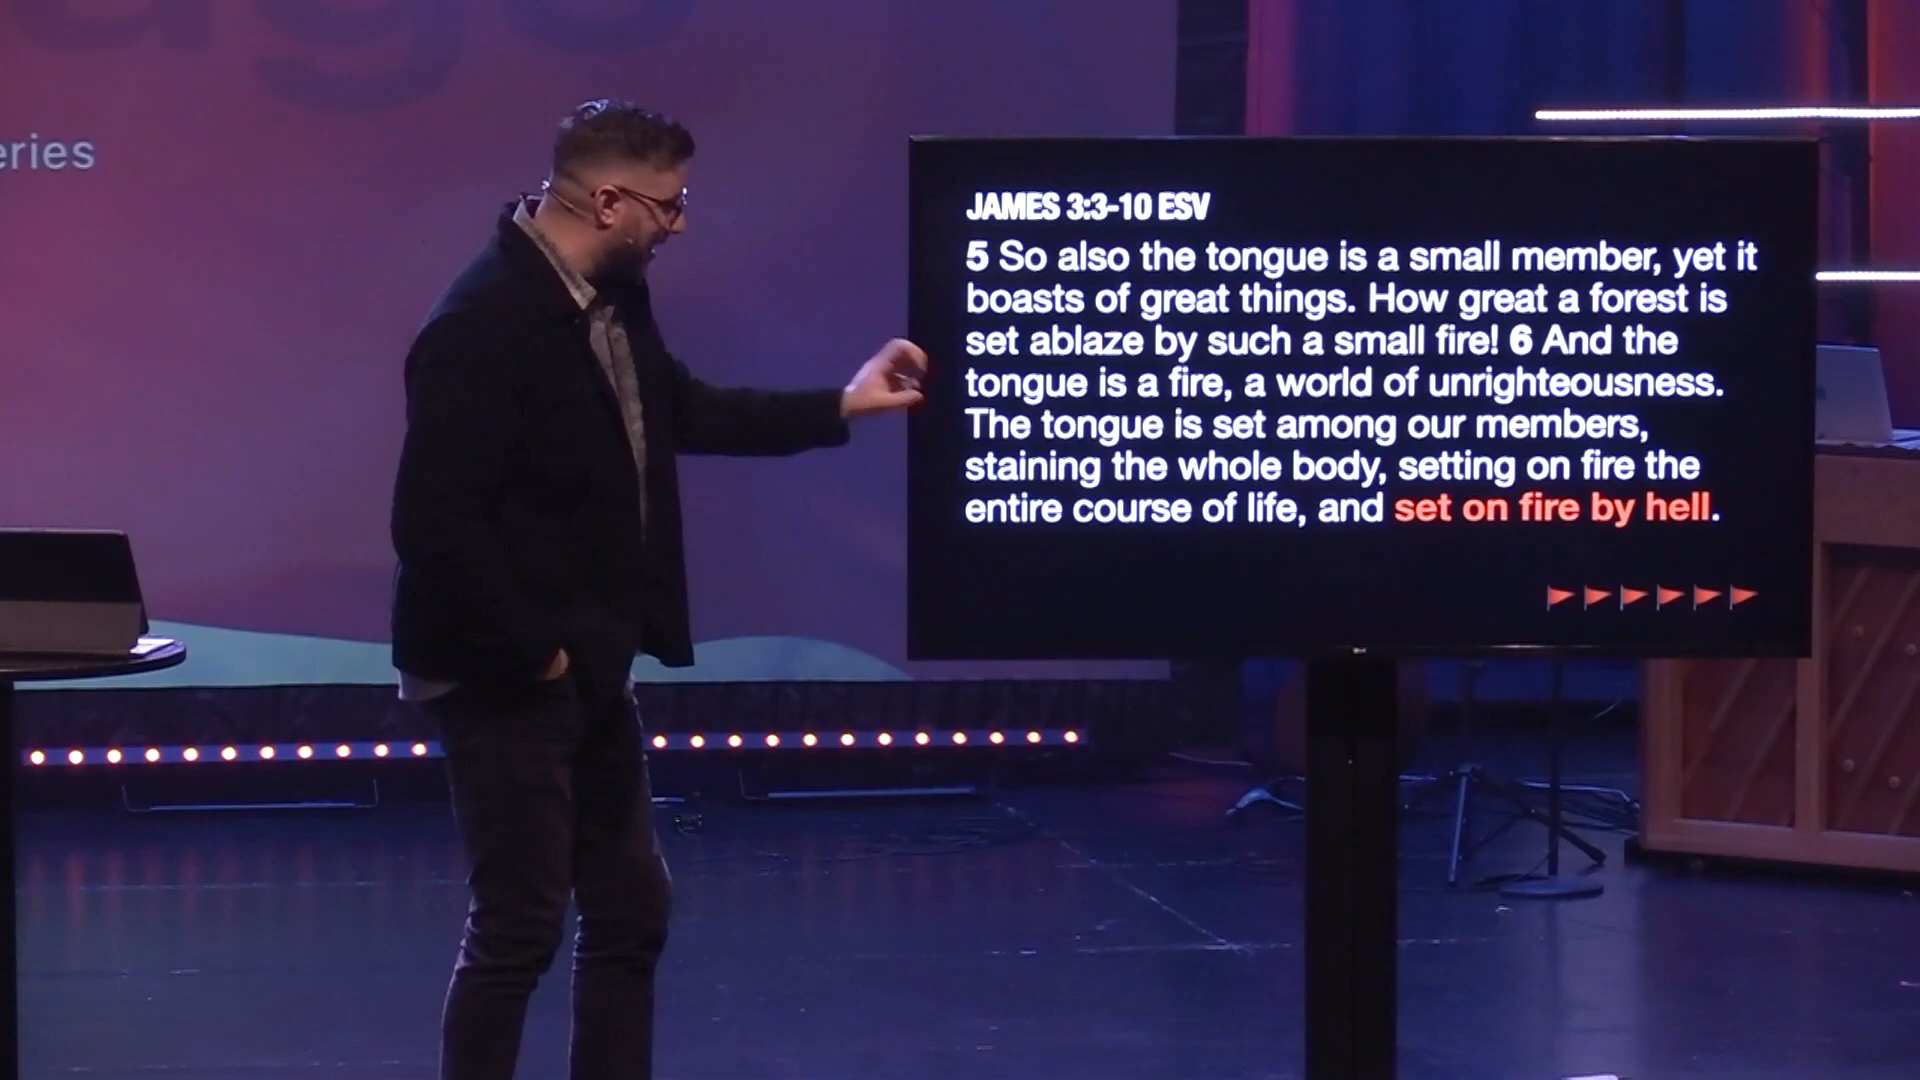 eries
JAMES 3:3-10 ESV
5 So also the tongue is a small member, yet it
boasts of great things. How great a forest is
set ablaze by such a small fire! 6 And the
tongue is a fire, a world of unrighteousness.
The tongue is set among our members,
staining the whole body, setting on fire the
entire course of life, and set on fire by hell.